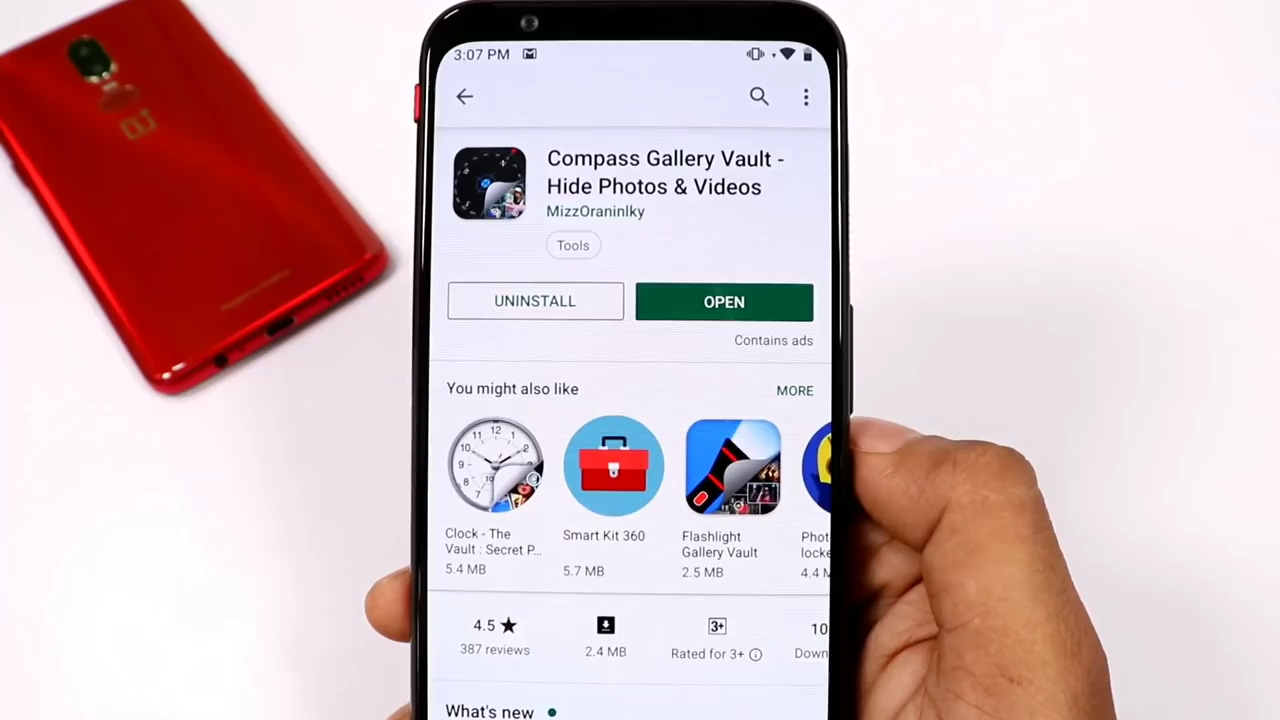 3:07 PM
Compass Gallery Vault -
Hide Photos & Videos
MizzOraninlky
Tools
UNINSTALL
OPEN
Contains ads
You might also like
MORE
Clock - The
Vault : Secret P...
5.4 MB
Smart Kit 360
5.7 MB
Flashlight
Gallery Vault
2.5 MB
Phot
locke
4.4 M
4.5
387 reviews
2.4 MB
3+
Rated for 3+
10
Down
What's new